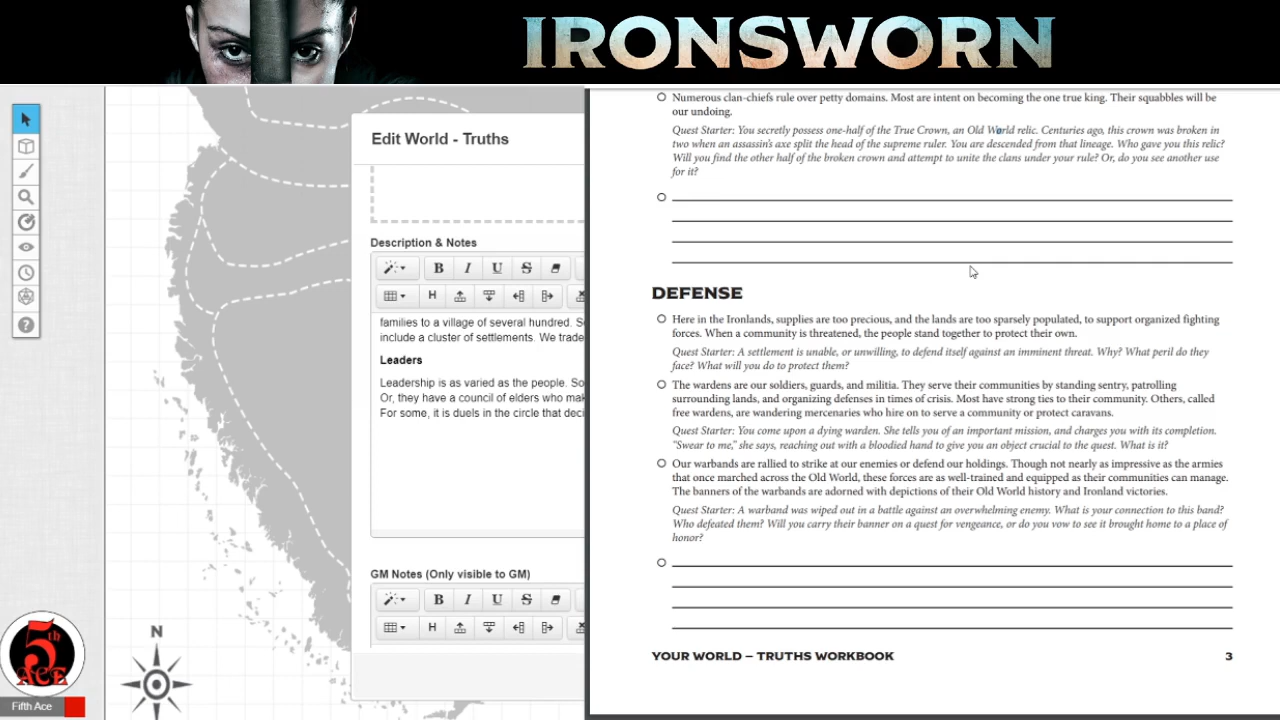 IRONSWORN
Edit World - Truths
Description & Notes
B I U S
H
families to a village of several hundred. S
include a cluster of settlements. We trade
Leaders
Leadership is as varied as the people. So
Or, they have a council of elders who mak
For some, it is duels in the circle that deci
GM Notes (Only visible to GM)
B I U S
H
N
5th
ACE
Fifth Ace
Numerous clan-chiefs rule over petty domains. Most are intent on becoming the one true king. Their squabbles will be
our undoing.
Quest Starter: You secretly possess one-half of the True Crown, an Old World relic. Centuries ago, this crown was broken in
two when an assassin's axe split the head of the supreme ruler. You are descended from that lineage. Who gave you this relic?
Will you find the other half of the broken crown and attempt to unite the clans under your rule? Or, do you see another use
for it?
DEFENSE
Here in the Ironlands, supplies are too precious, and the lands are too sparsely populated, to support organized fighting
forces. When a community is threatened, the people stand together to protect their own.
Quest Starter: A settlement is unable, or unwilling, to defend itself against an imminent threat. Why? What peril do they
face? What will you do to protect them?
The wardens are our soldiers, guards, and militia. They serve their communities by standing sentry, patrolling
surrounding lands, and organizing defenses in times of crisis. Most have strong ties to their community. Others, called
free wardens, are wandering mercenaries who hire on to serve a community or protect caravans.
Quest Starter: You come upon a dying warden. She tells you of an important mission, and charges you with its completion.
"Swear to me," she says, reaching out with a bloodied hand to give you an object crucial to the quest. What is it?
Our warbands are rallied to strike at our enemies or defend our holdings. Though not nearly as impressive as the armies
that once marched across the Old World, these forces are as well-trained and equipped as their communities can manage.
The banners of the warbands are adorned with depictions of their Old World history and Ironland victories.
Quest Starter: A warband was wiped out in a battle against an overwhelming enemy. What is your connection to this band?
Who defeated them? Will you carry their banner on a quest for vengeance, or do you vow to see it brought home to a place of
honor?
YOUR WORLD – TRUTHS WORKBOOK 3